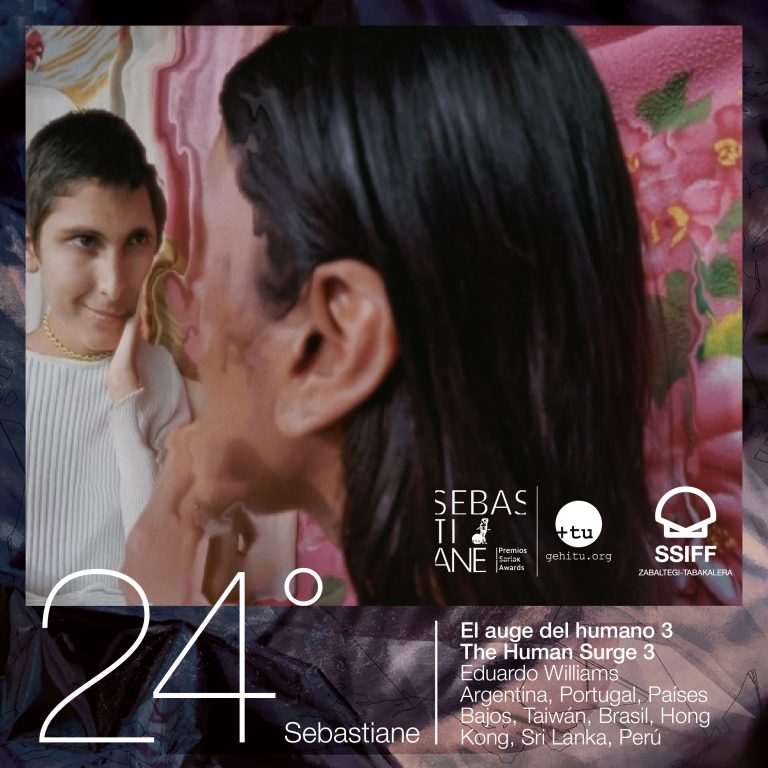 SEBAS
TI
ANE
Premios
Sariak
Awards
+tu
gehitu.org
SSIFF
ZABALTEGI-TABAKALERA
24°
Sebastiane
El auge del humano 3
The Human Surge 3
Eduardo Williams
Argentina, Portugal, Países
Bajos, Taiwán, Brasil, Hong
Kong, Sri Lanka, Perú